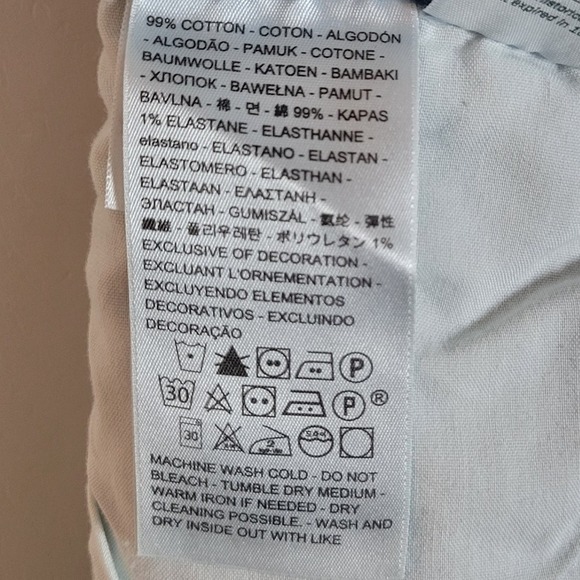 99% COTTON - COTON - ALGODÓN
- ALGODÃO - PAMUK - COTONE -
BAUMWOLLE - KATOEN - BAMBAKI
- ХЛОПОК - BAWEŁNA - PAMUT -
BAVLNA - 棉 - 면 - 綿 99% - KAPAS
1% ELASTANE - ELASTHANNE -
elastano - ELASTANO - ELASTAN -
ELASTOMERO - ELASTHAN -
ELASTAAN - ΕΛΑΣΤΑΝΗ -
ЭЛАСТАН - GUMISZÁL - 氨纶 - 彈性
纖維 - 폴리우레탄 - ポリウレタン 1%
EXCLUSIVE OF DECORATION -
EXCLUANT L'ORNEMENTATION -
EXCLUYENDO ELEMENTOS
DECORATIVOS - EXCLUINDO
DECORAÇÃO
P
30 P ®
30 2
MACHINE WASH COLD - DO NOT
BLEACH - TUMBLE DRY MEDIUM -
WARM IRON IF NEEDED - DRY
CLEANING POSSIBLE. - WASH AND
DRY INSIDE OUT WITH LIKE
expired in